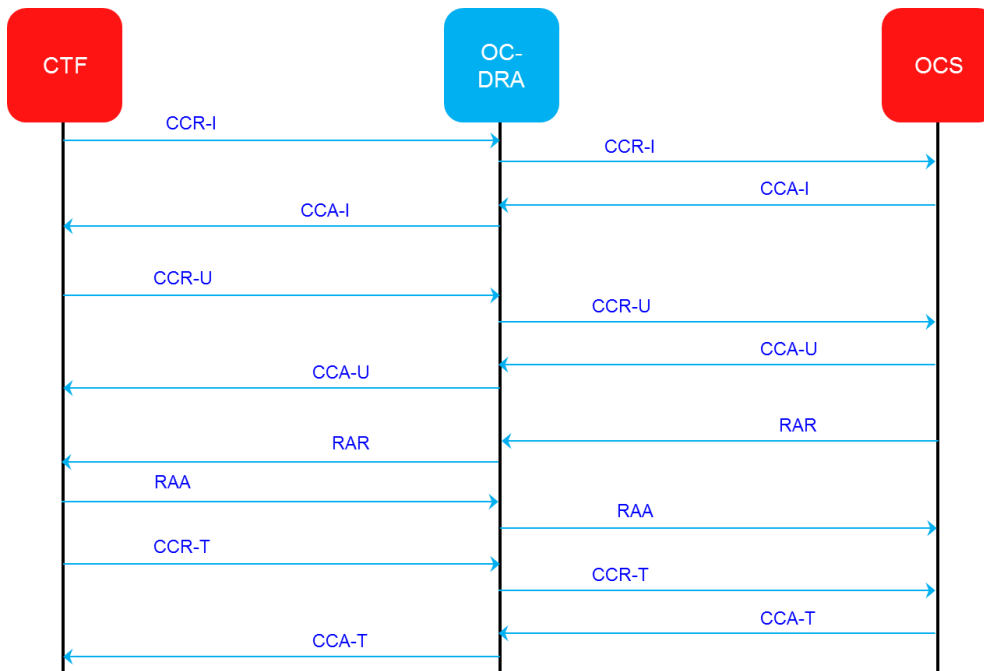 CTF
OC-
DRA
OCS
CCR-I
CCR-I
CCA-I
CCA-I
CCR-U
CCR-U
CCA-U
CCA-U
RAR
RAR
RAA
RAA
CCR-T
CCR-T
CCA-T
CCA-T